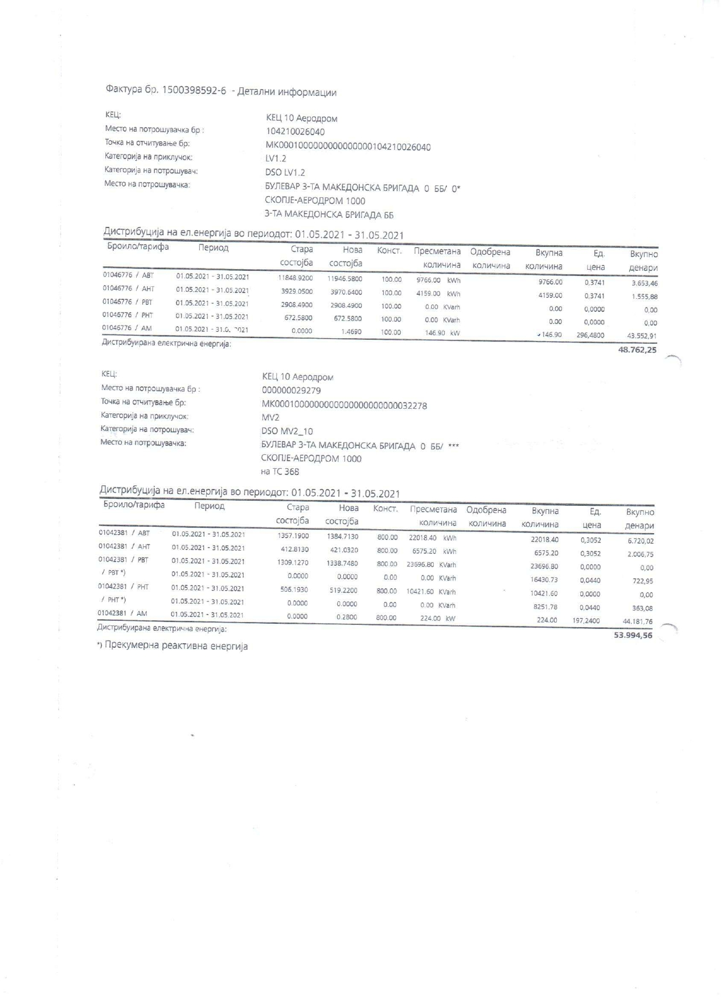 Фактура бр. 1500398592-6 - Детални информации
КЕЦ: КЕЦ 10 Аеродром
Место на потрошувачка бр : 104210026040
Точка на отчитување бр: МК0001000000000000000104210026040
Категорија на приклучок: LV1.2
Категорија на потрошувач: DSO LV1.2
Место на потрошувачка: БУЛЕВАР 3-ТА МАКЕДОНСКА БРИГАДА 0 ББ/ 0*
СКОПЈЕ-АЕРОДРОМ 1000
3-ТА МАКЕДОНСКА БРИГАДА ББ
Дистрибуција на ел.енергија во периодот: 01.05.2021 - 31.05.2021
Броило/тарифа Период Стара Нова Конст. Пресметана Одобрена Вкупна Ед. Вкупно
состојба состојба количина количина количина цена денари
01046776 / АВТ 01.05.2021 - 31.05.2021 11848.9200 11946.5800 100.00 9766.00 kWh 9766.00 0,3741 3.653,46
01046776 / АНТ 01.05.2021 - 31.05.2021 3929.0500 3970.6400 100.00 4159.00 kWh 4159.00 0,3741 1.555,88
01046776 / РВТ 01.05.2021 - 31.05.2021 2908.4900 2908.4900 100.00 0.00 KVarh 0.00 0,0000 0,00
01046776 / РНТ 01.05.2021 - 31.05.2021 672.5800 672.5800 100.00 0.00 KVarh 0.00 0,0000 0,00
01046776 / АМ 01.05.2021 - 0.0000 1.4690 100.00 146.90 kW 146.90 296,4800 43.552,91
Дистрибуирана електрична енергија: 48.762,25
КЕЦ: КЕЦ 10 Аеродром
Место на потрошувачка бр : 000000029279
Точка на отчитување бр: МК0001000000000000000000000032278
Категорија на приклучок: MV2
Категорија на потрошувач: DSO MV2_10
Место на потрошувачка: БУЛЕВАР 3-ТА МАКЕДОНСКА БРИГАДА 0 ББ/ ***
СКОПЈЕ-АЕРОДРОМ 1000
на ТС 368
Дистрибуција на ел.енергија во периодот: 01.05.2021 - 31.05.2021
Броило/тарифа Период Стара Нова Конст. Пресметана Одобрена Вкупна Ед. Вкупно
состојба состојба количина количина количина цена денари
01042381 / АВТ 01.05.2021 - 31.05.2021 1357.1900 1384.7130 800.00 22018.40 kWh 22018.40 0,3052 6.720,02
01042381 / АНТ 01.05.2021 - 31.05.2021 412.8130 421.0320 800.00 6575.20 kWh 6575.20 0,3052 2.006,75
01042381 / РВТ 01.05.2021 - 31.05.2021 1309.1270 1338.7480 800.00 23696.80 KVarh 23696.80 0,0000 0,00
/ РВТ *) 01.05.2021 - 31.05.2021 0.0000 0.0000 0.00 0.00 KVarh 16430.73 0,0440 722,95
01042381 / РНТ 01.05.2021 - 31.05.2021 506.1930 519.2200 800.00 10421.60 KVarh 10421.60 0,0000 0,00
/ РНТ *) 01.05.2021 - 31.05.2021 0.0000 0.0000 0.00 0.00 KVarh 8251.78 0,0440 363,08
01042381 / АМ 01.05.2021 - 31.05.2021 0.0000 0.2800 800.00 224.00 kW 224.00 197,2400 44.181,76
Дистрибуирана електрична енергија: 53.994,56
*) Прекумерна реактивна енергија